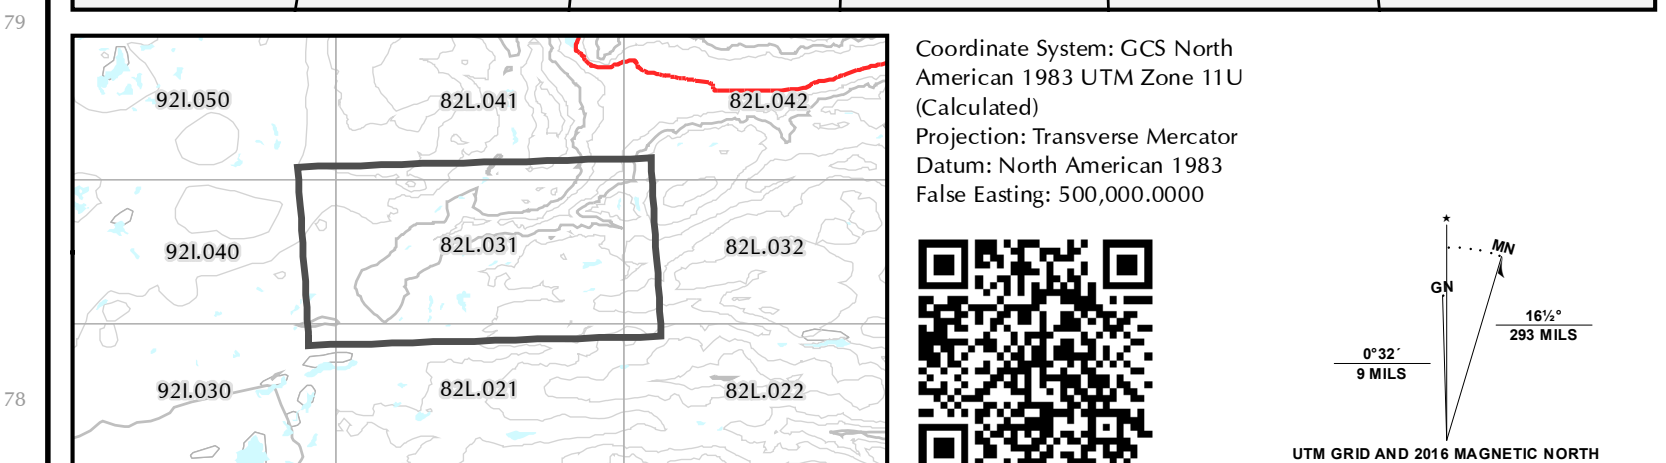 79
92I.050
82L.041
82L.042
92I.040
82L.031
82L.032
78
92I.030
82L.021
82L.022
Coordinate System: GCS North
American 1983 UTM Zone 11U
(Calculated)
Projection: Transverse Mercator
Datum: North American 1983
False Easting: 500,000.0000
MN
GN
16½°
293 MILS
0°32´
9 MILS
UTM GRID AND 2016 MAGNETIC NORTH